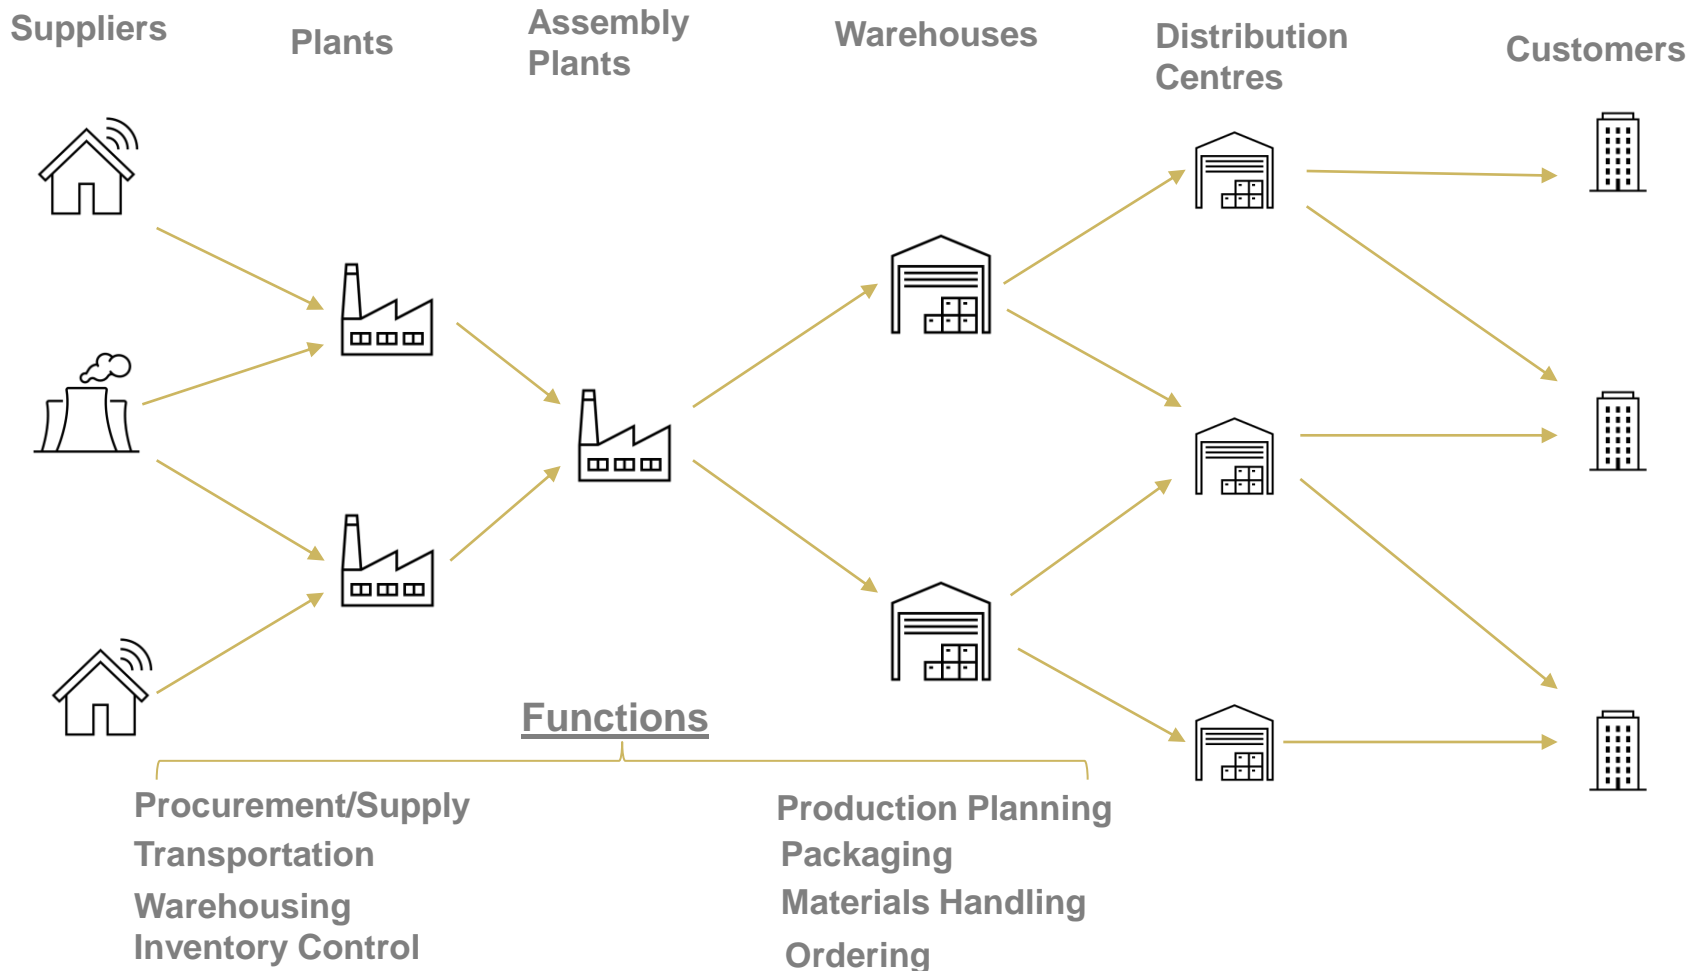 Suppliers
Plants
Assembly
Plants
Warehouses
Distribution
Centres
Customers
Functions
Procurement/Supply
Transportation
Warehousing
Inventory Control
Production Planning
Packaging
Materials Handling
Ordering